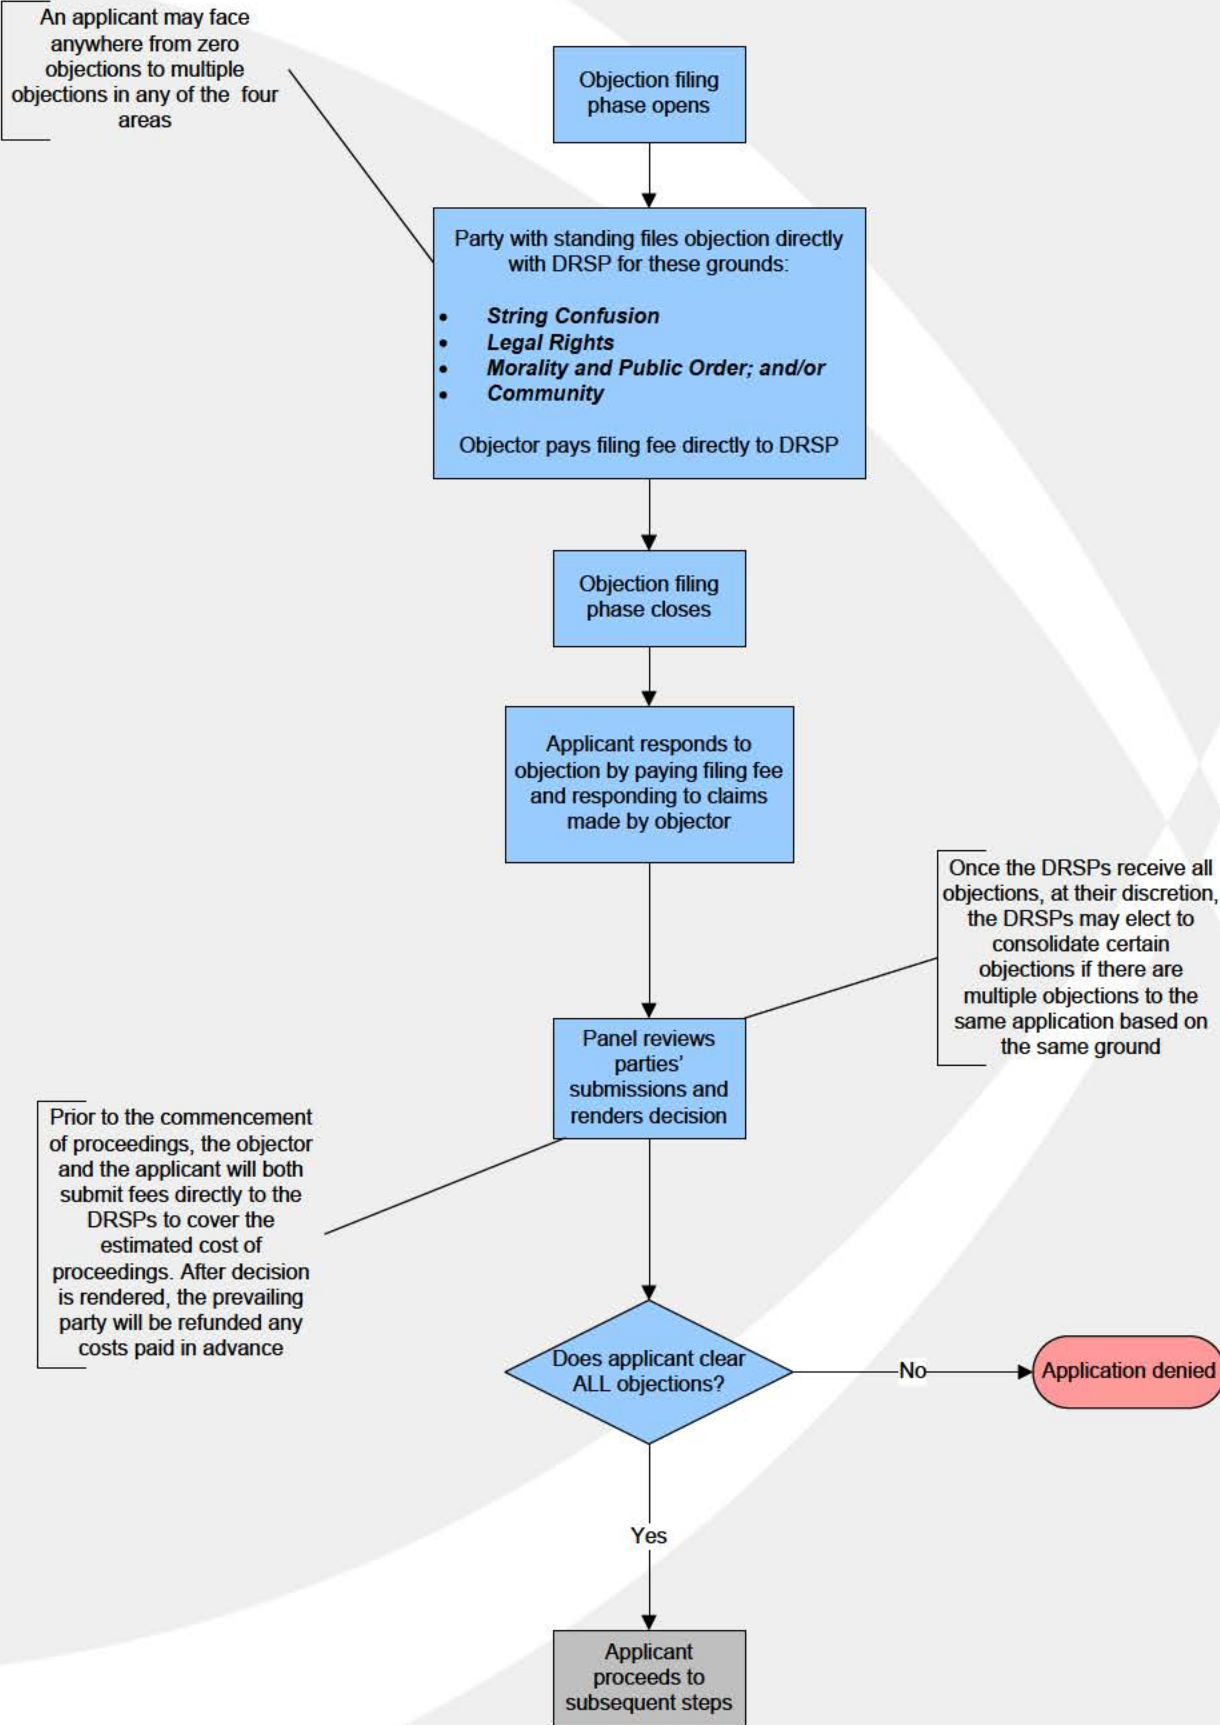 An applicant may face
anywhere from zero
objections to multiple
objections in any of the four
areas
Objection filing
phase opens
Party with standing files objection directly
with DRSP for these grounds:
• String Confusion
• Legal Rights
• Morality and Public Order; and/or
• Community
Objector pays filing fee directly to DRSP
Objection filing
phase closes
Applicant responds to
objection by paying filing fee
and responding to claims
made by objector
Once the DRSPs receive all
objections, at their discretion,
the DRSPs may elect to
consolidate certain
objections if there are
multiple objections to the
same application based on
the same ground
Panel reviews
parties’
submissions and
renders decision
Prior to the commencement
of proceedings, the objector
and the applicant will both
submit fees directly to the
DRSPs to cover the
estimated cost of
proceedings. After decision
is rendered, the prevailing
party will be refunded any
costs paid in advance
Does applicant clear
ALL objections?
No
Application denied
Yes
Applicant
proceeds to
subsequent steps